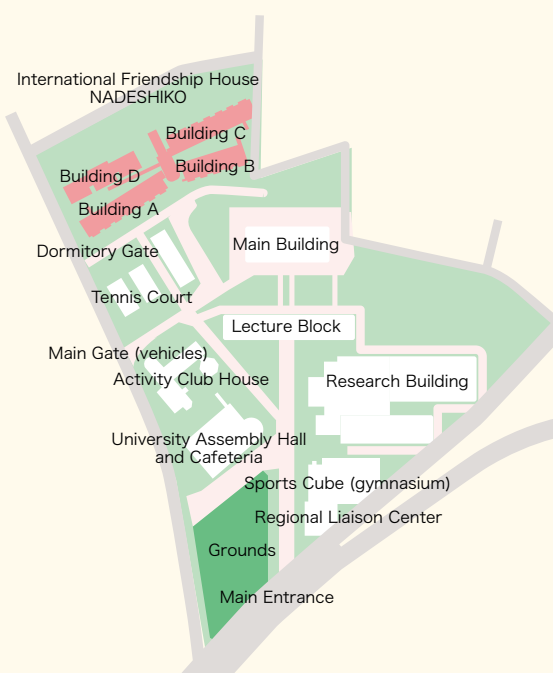 International Friendship House
NADESHIKO
Building C
Building B
Building D
Building A
Main Building
Dormitory Gate
Tennis Court
Lecture Block
Main Gate (vehicles)
Activity Club House
Research Building
University Assembly Hall
and Cafeteria
Sports Cube (gymnasium)
Regional Liaison Center
Grounds
Main Entrance